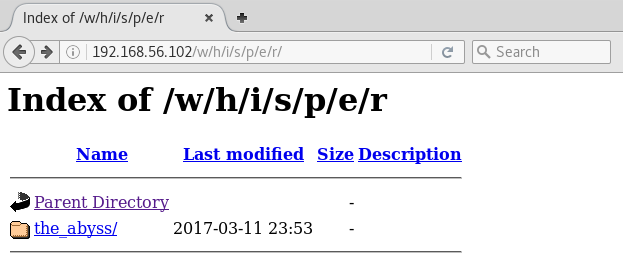 Index of /w/h/i/s/p/e/r
192.168.56.102/w/h/i/s/p/e/r/
Search
Index of /w/h/i/s/p/e/r
Name Last modified Size Description
Parent Directory -
the_abyss/ 2017-03-11 23:53 -